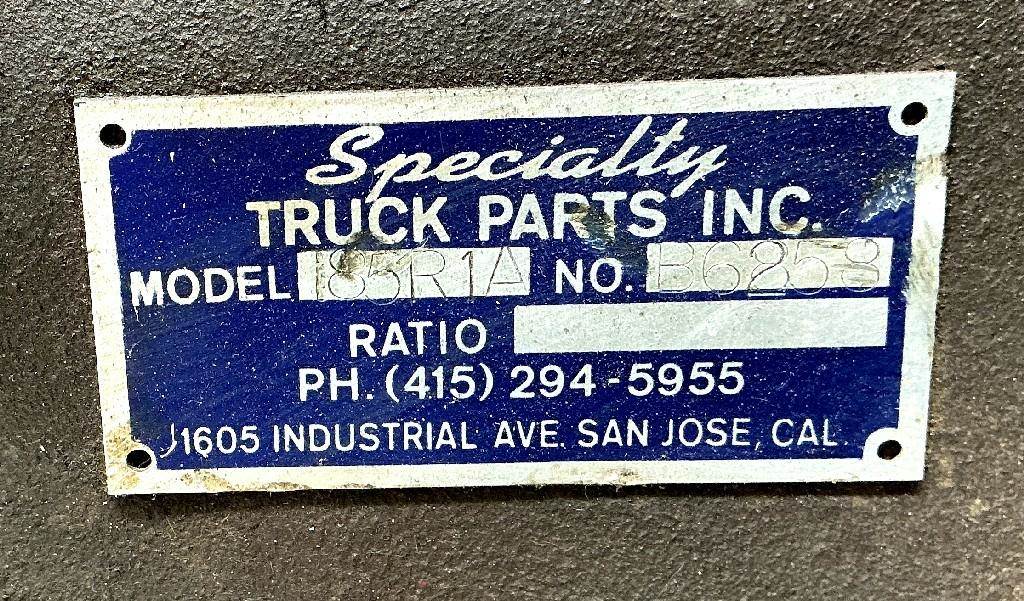 Specialty
TRUCK PARTS INC.
MODEL 185R1A NO. B6258
RATIO
PH. (415) 294-5955
1605 INDUSTRIAL AVE. SAN JOSE, CAL.